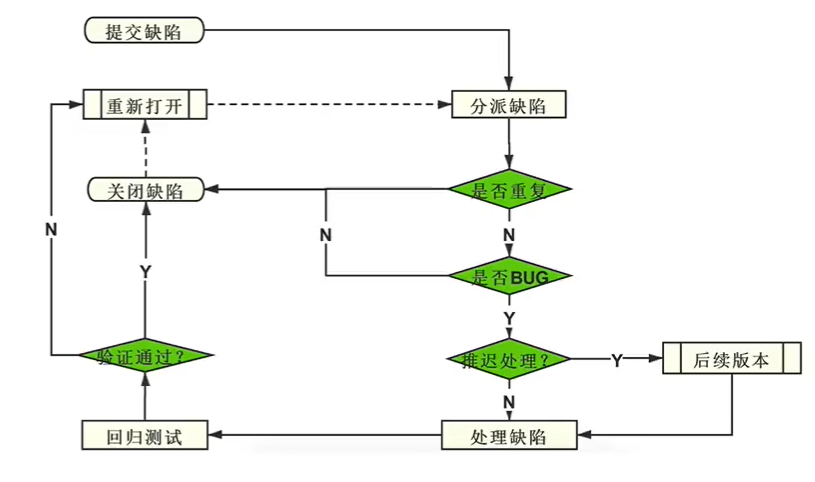 提交缺陷
重新打开
分派缺陷
关闭缺陷
是否重复
N
N
N
是否BUG
Y
Y
验证通过?
推迟处理?
Y
后续版本
N
回归测试
处理缺陷